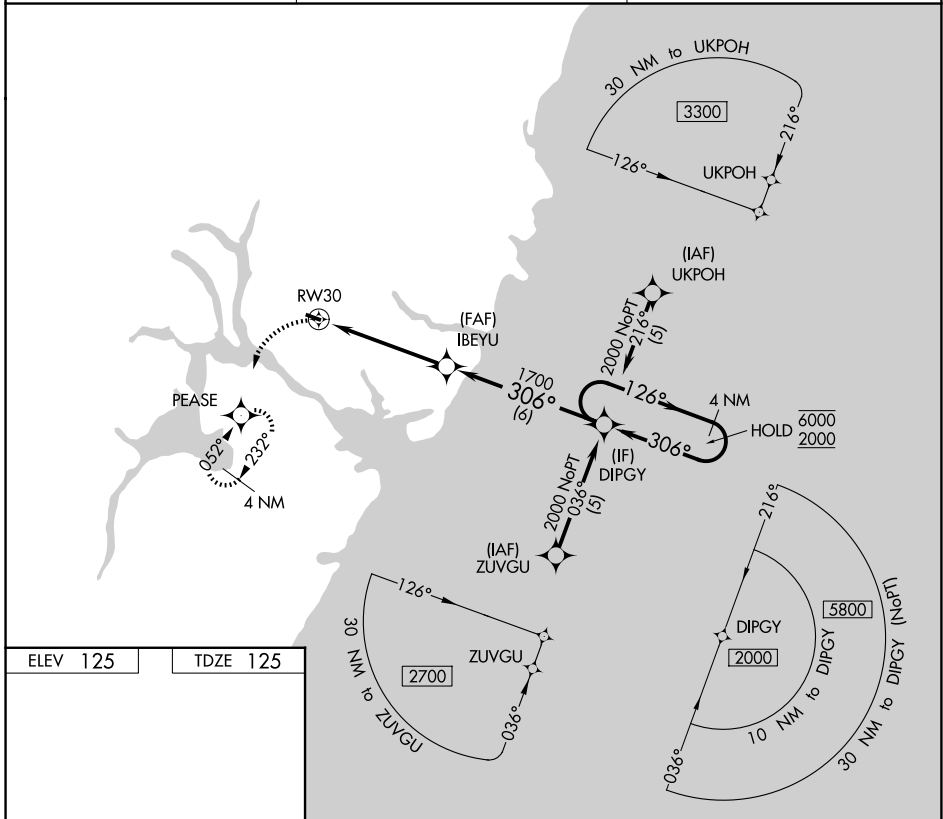 30 NM to UKPOH
3300
216°
126°
UKPOH
(IAF)
UKPOH
RW30
(FAF)
IBEYU
2000 NoPT
216°
(5)
1700
306°
(6)
126°
4 NM
HOLD 6000
2000
306°
(IF)
DIPGY
PEASE
052°
232°
4 NM
2000 NoPT
036°
(5)
(IAF)
ZUVGU
126°
ZUVGU
2700
30 NM to ZUVGU
036°
216°
5800
DIPGY
2000
10 NM to DIPGY
30 NM to DIPGY (NoPT)
036°
ELEV 125
TDZE 125